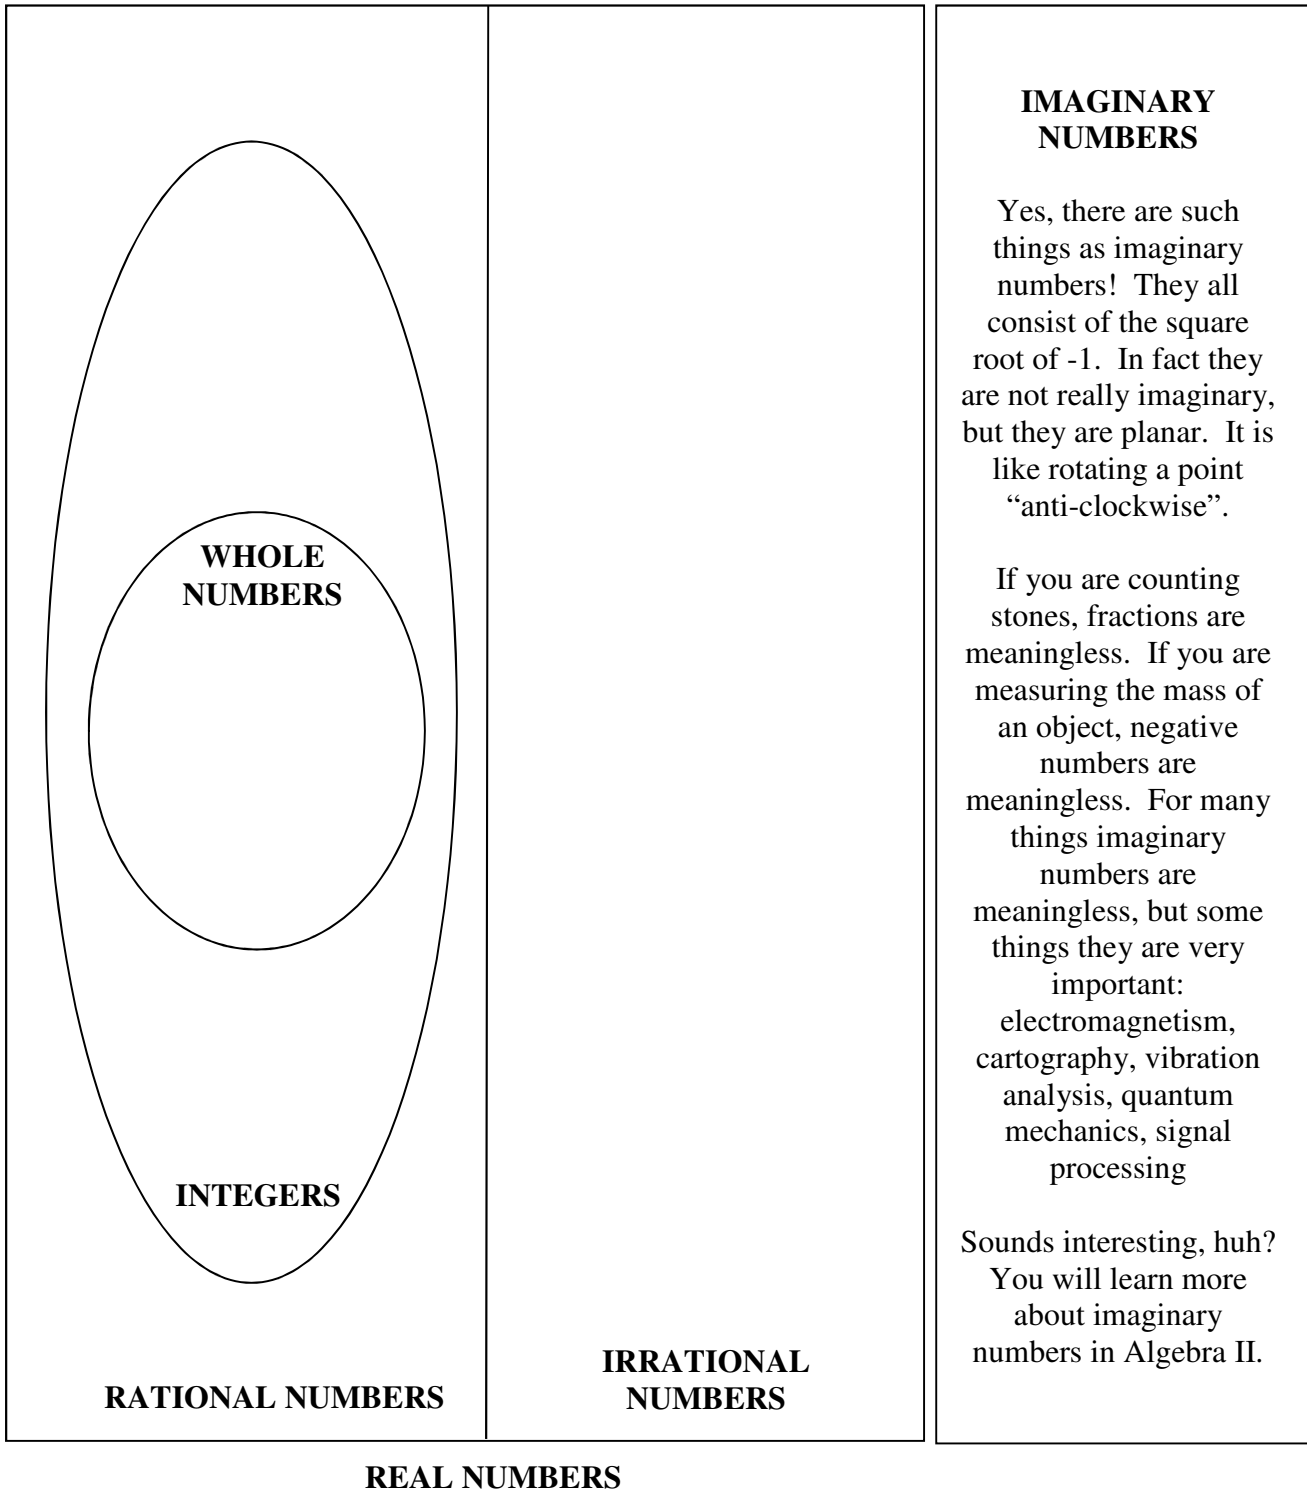 WHOLE
NUMBERS
INTEGERS
RATIONAL NUMBERS
IRRATIONAL
NUMBERS
REAL NUMBERS
IMAGINARY
NUMBERS
Yes, there are such
things as imaginary
numbers!  They all
consist of the square
root of -1.  In fact they
are not really imaginary,
but they are planar.  It is
like rotating a point
“anti-clockwise”.
If you are counting
stones, fractions are
meaningless.  If you are
measuring the mass of
an object, negative
numbers are
meaningless.  For many
things imaginary
numbers are
meaningless, but some
things they are very
important:
electromagnetism,
cartography, vibration
analysis, quantum
mechanics, signal
processing
Sounds interesting, huh?
You will learn more
about imaginary
numbers in Algebra II.